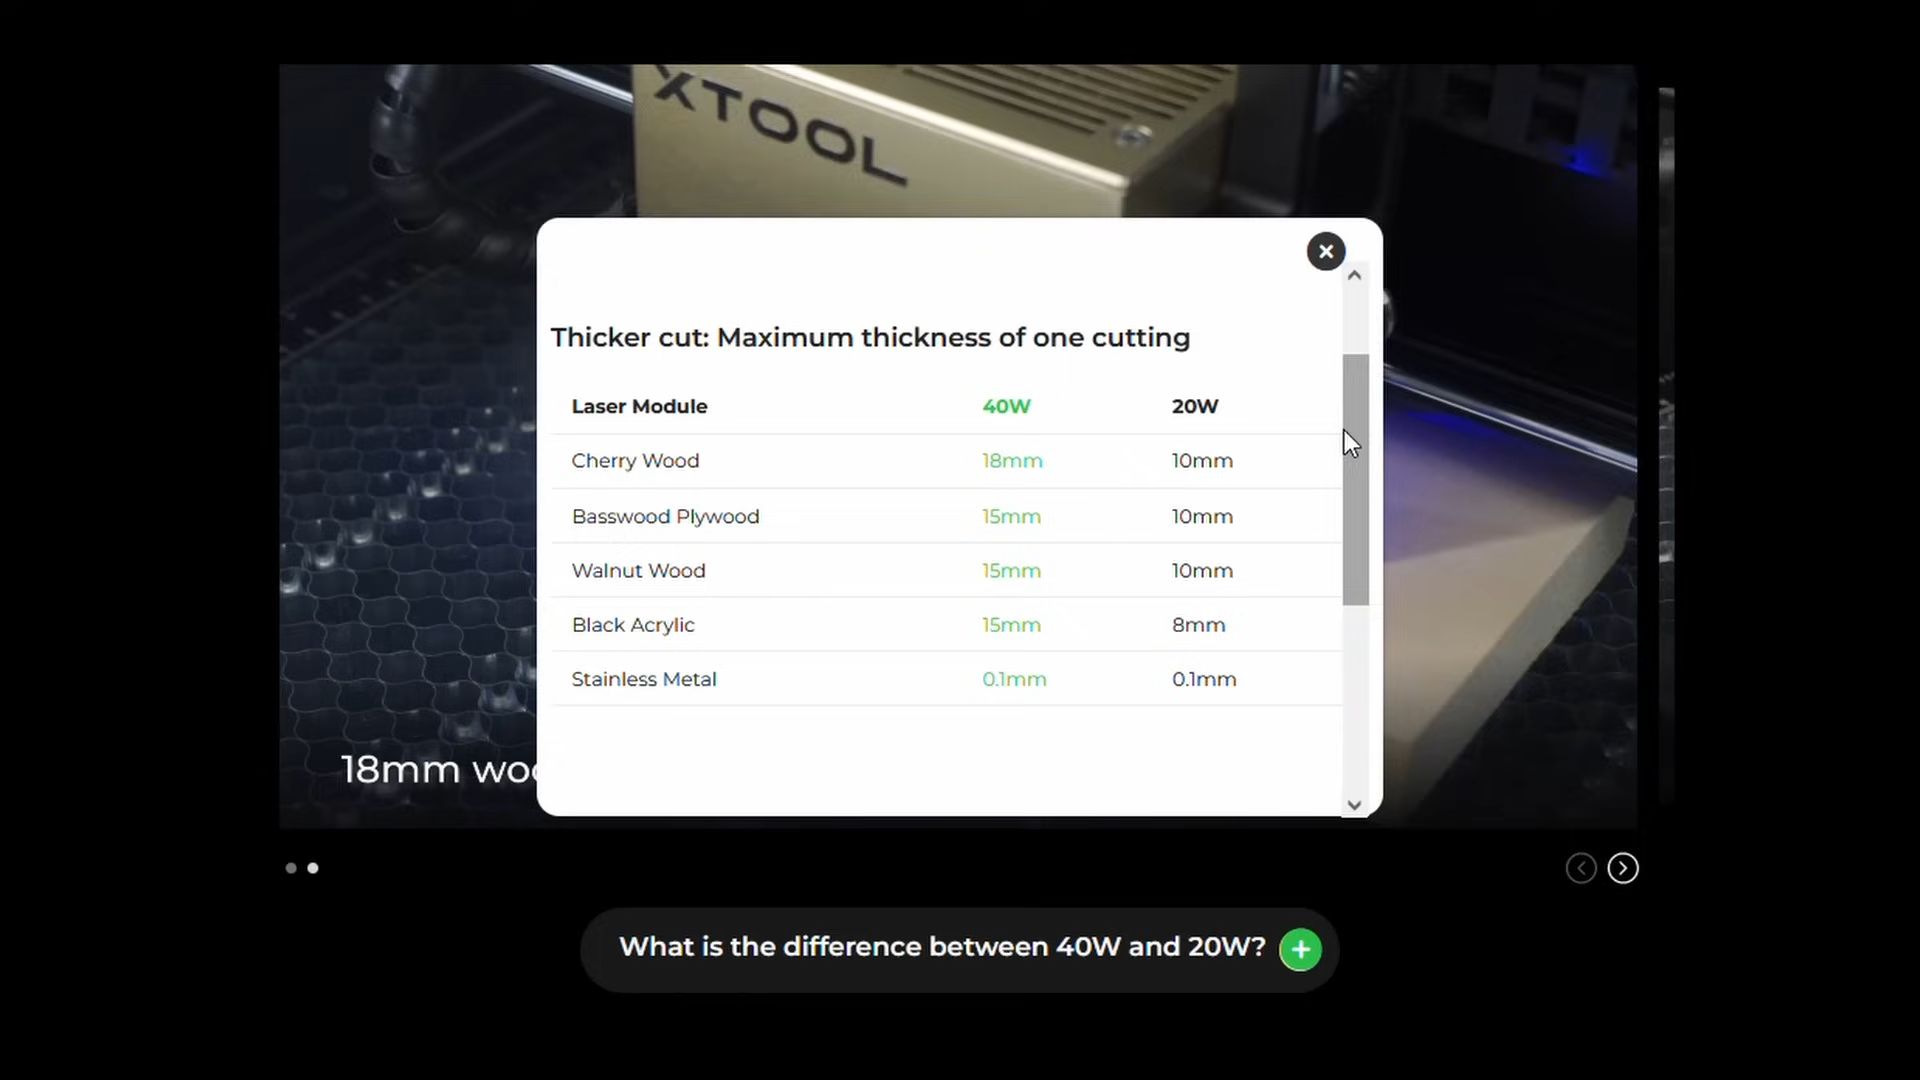 XTOOL
Thicker cut: Maximum thickness of one cutting
Laser Module 40W 20W
Cherry Wood 18mm 10mm
Basswood Plywood 15mm 10mm
Walnut Wood 15mm 10mm
Black Acrylic 15mm 8mm
Stainless Metal 0.1mm 0.1mm
18mm
What is the difference between 40W and 20W?